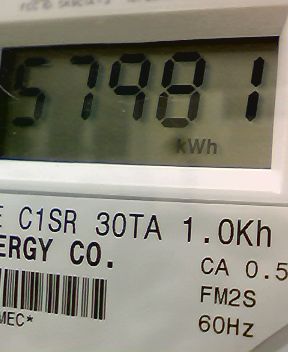 57981
kWh
E C1SR 30TA 1.0Kh
ERGY CO.
CA 0.5
FM2S
MEC*
60Hz